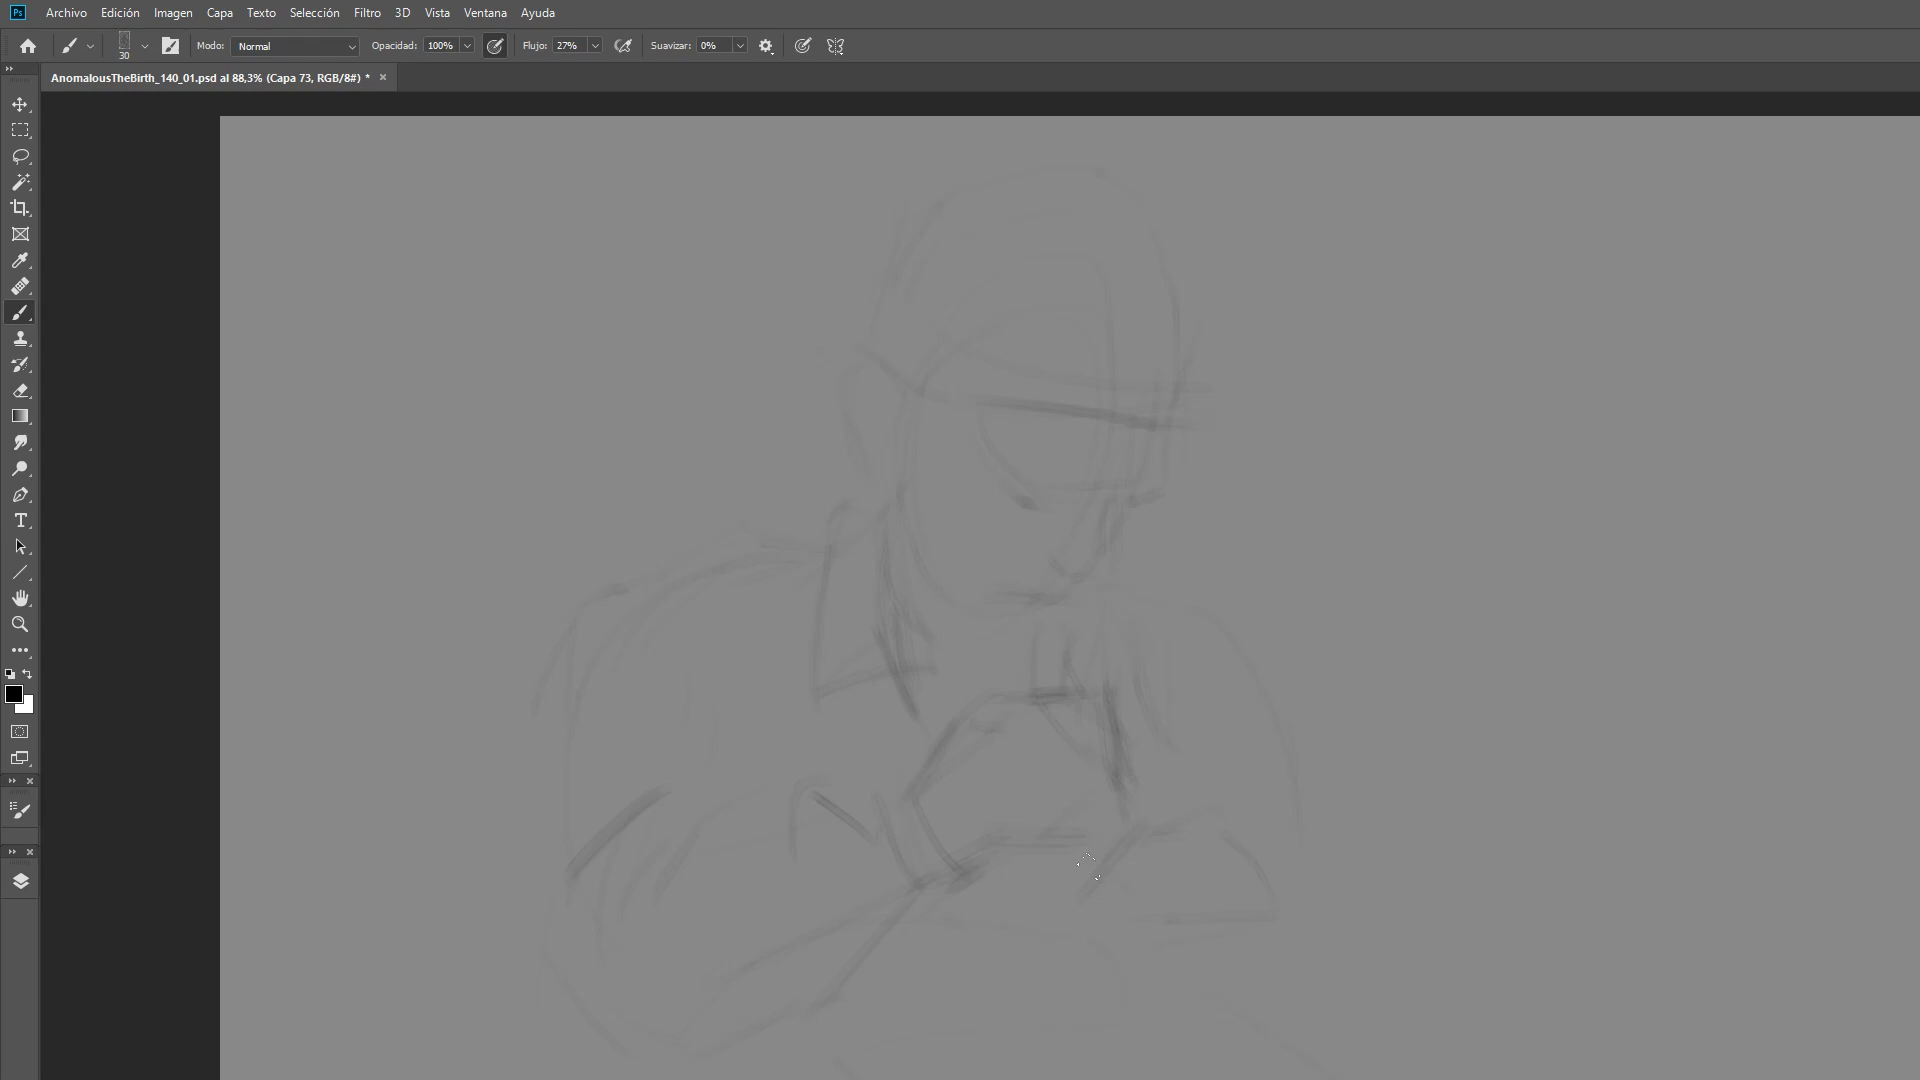 Ps Archivo Edición Imagen Capa Texto Selección Filtro 3D Vista Ventana Ayuda
30 Modo: Normal Opacidad: 100% Flujo: 27% Suavizar: 0%
AnomalousTheBirth_140_01.psd al 88,3% (Capa 73, RGB/8#) *